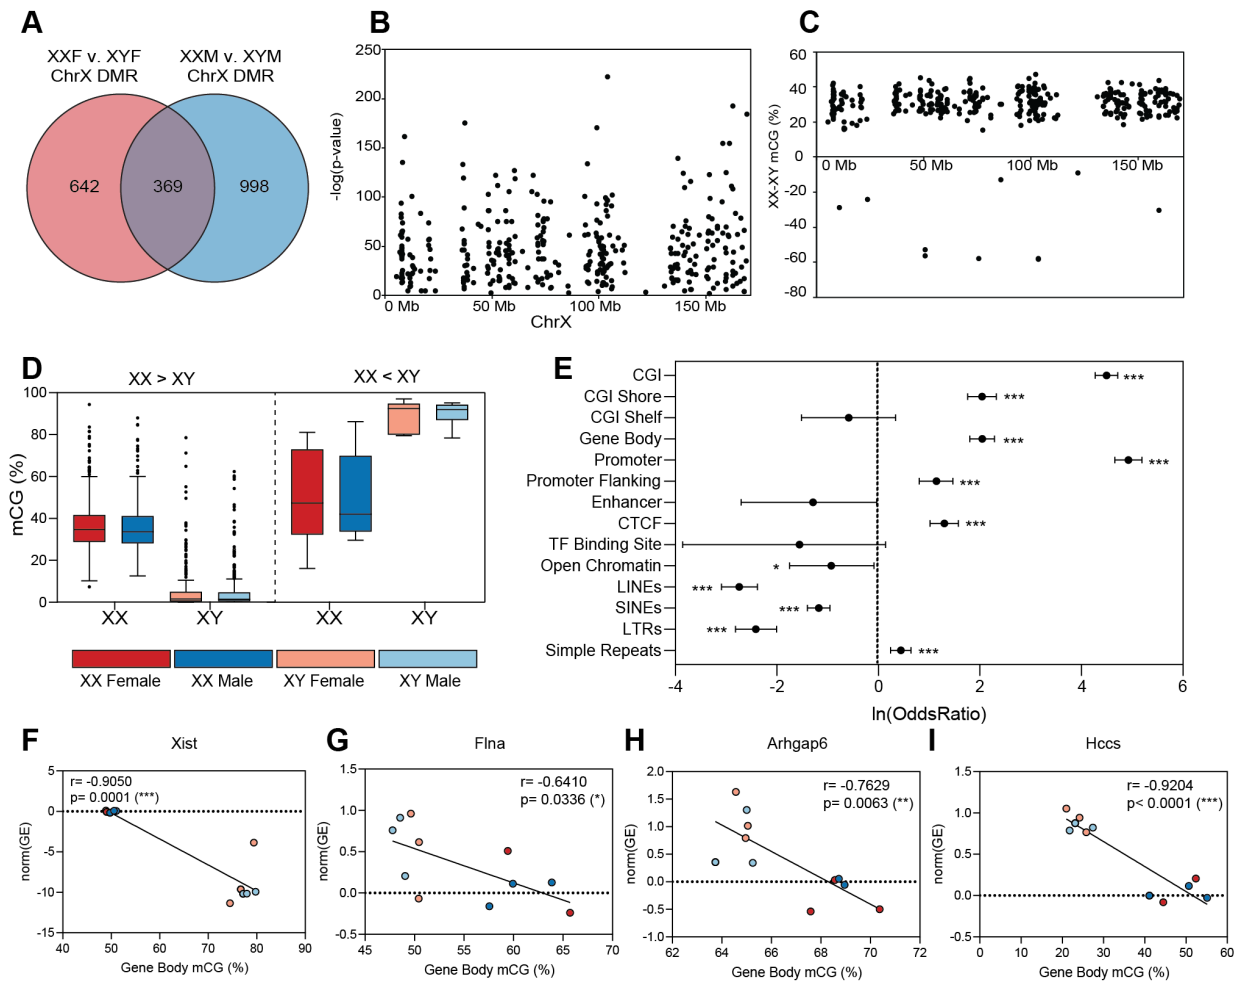 A
XXF v. XYF
ChrX DMR
XXM v. XYM
ChrX DMR
642
369
998
B
-log(p-value)
250
200
150
100
50
0
0 Mb
50 Mb
100 Mb
150 Mb
ChrX
C
XX-XY mCG (%)
60
40
20
0
-20
-40
-60
-80
0 Mb
50 Mb
100 Mb
150 Mb
D
XX > XY
XX < XY
mCG (%)
100
80
60
40
20
0
XX
XY
XX
XY
XX Female
XX Male
XY Female
XY Male
E
CGI
***
CGI Shore
***
CGI Shelf
Gene Body
***
Promoter
***
Promoter Flanking
***
Enhancer
CTCF
***
TF Binding Site
Open Chromatin
*
LINEs
***
SINEs
***
LTRs
***
Simple Repeats
***
-4
-2
0
2
4
6
ln(OddsRatio)
F
Xist
r= -0.9050
p= 0.0001 (***)
norm(GE)
5
0
-5
-10
-15
40
50
60
70
80
90
Gene Body mCG (%)
G
Flna
r= -0.6410
p= 0.0336 (*)
norm(GE)
1.5
1.0
0.5
0.0
-0.5
45
50
55
60
65
70
Gene Body mCG (%)
H
Arhgap6
r= -0.7629
p= 0.0063 (**)
norm(GE)
2.0
1.5
1.0
0.5
0.0
-0.5
-1.0
62
64
66
68
70
72
Gene Body mCG (%)
I
Hccs
r= -0.9204
p< 0.0001 (***)
norm(GE)
1.5
1.0
0.5
0.0
-0.5
0
10
20
30
40
50
60
Gene Body mCG (%)